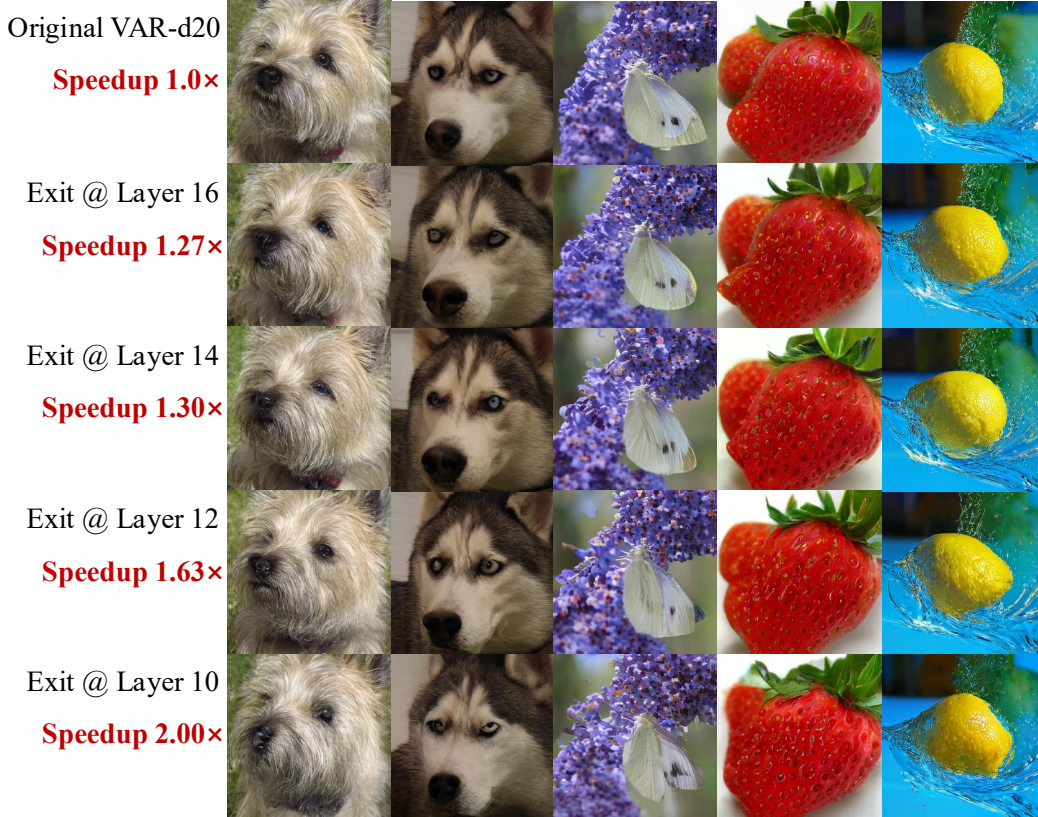 Original VAR-d20
Speedup 1.0×
Exit @ Layer 16
Speedup 1.27×
Exit @ Layer 14
Speedup 1.30×
Exit @ Layer 12
Speedup 1.63×
Exit @ Layer 10
Speedup 2.00×